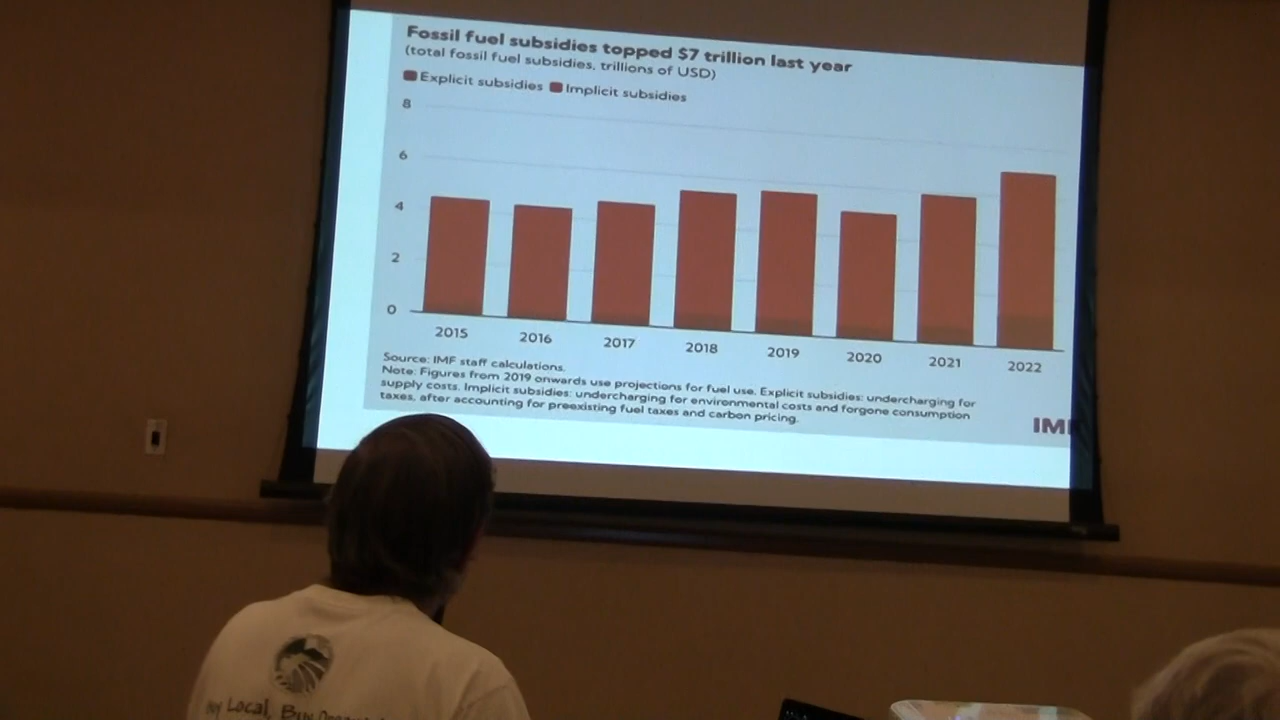 Fossil fuel subsidies topped $7 trillion last year
(total fossil fuel subsidies, trillions of USD)
Explicit subsidies Implicit subsidies
8
6
4
2
0
2015 2016 2017 2018 2019 2020 2021 2022
Source: IMF staff calculations.
Note: Figures from 2019 onwards use projections for fuel use. Explicit subsidies: undercharging for
supply costs. Implicit subsidies: undercharging for environmental costs and forgone consumption
taxes, after accounting for preexisting fuel taxes and carbon pricing.
IMF
Local, Buy